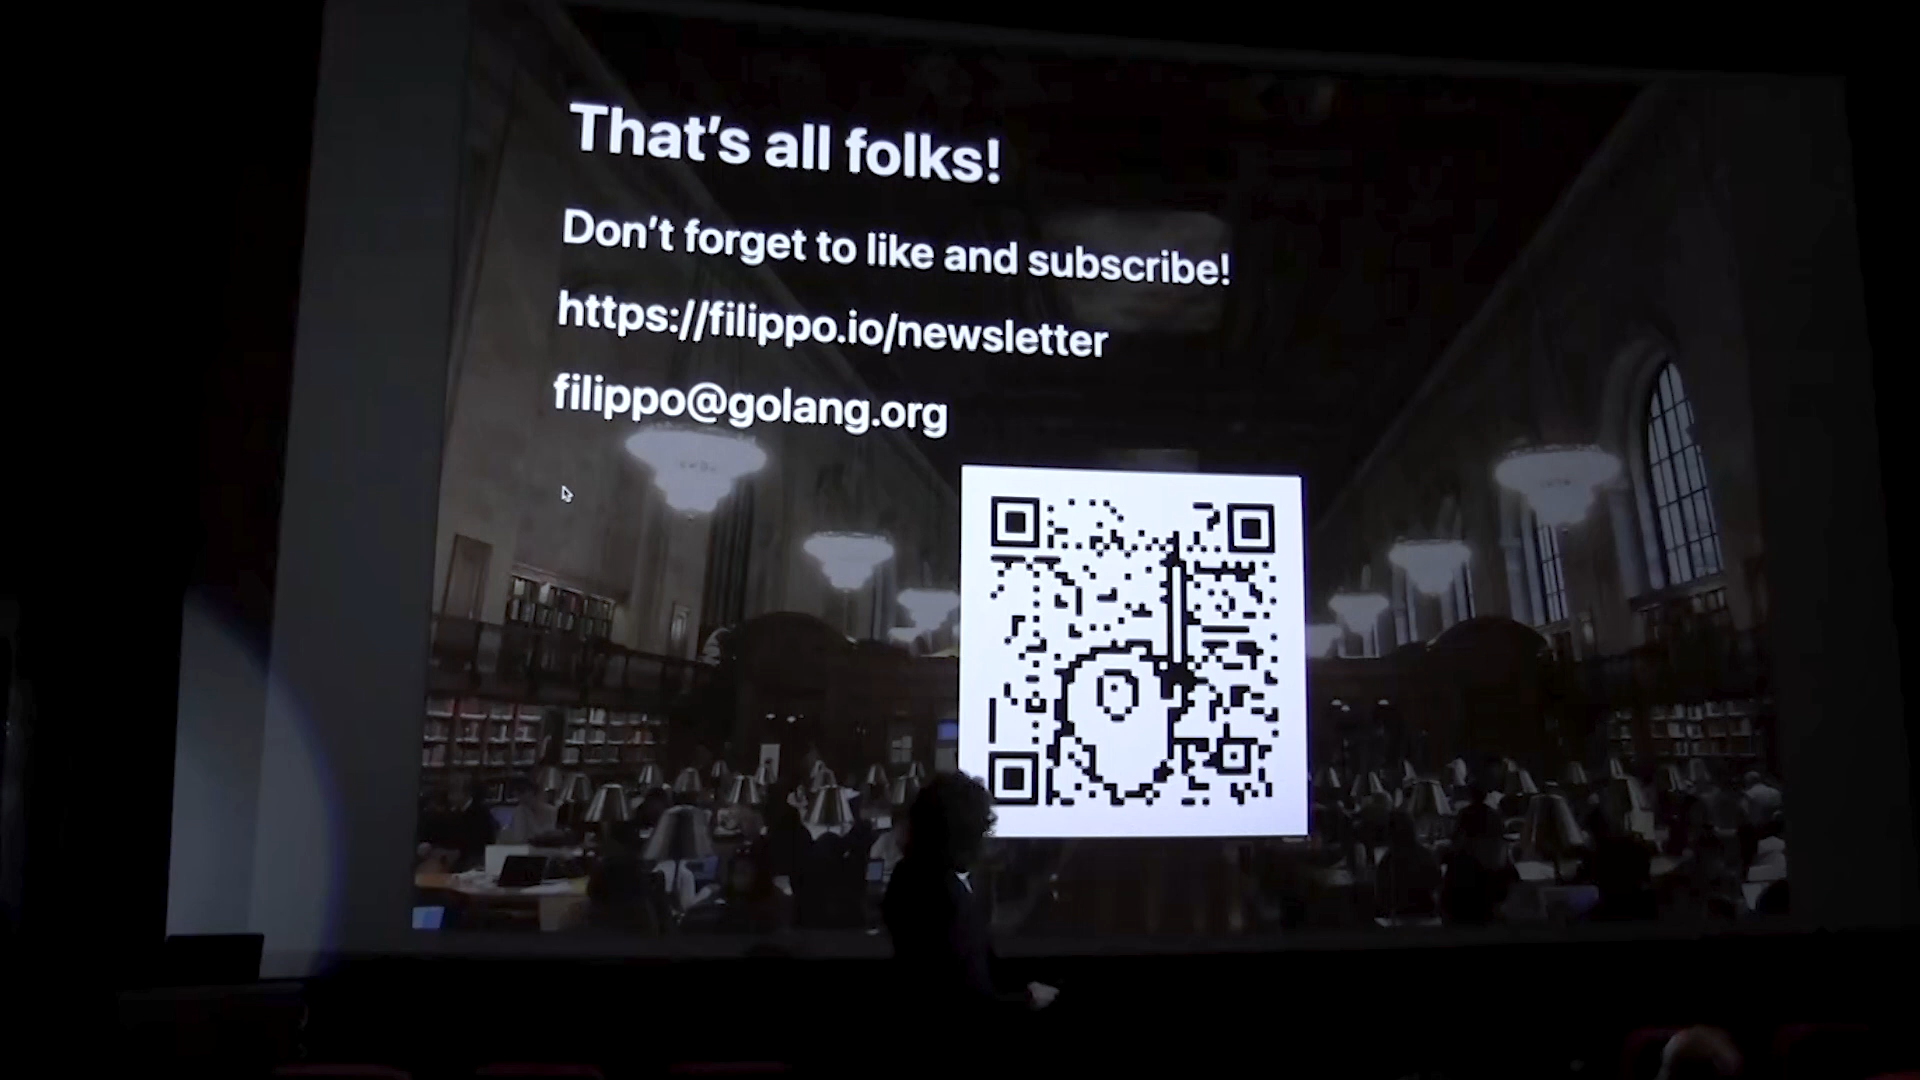 That’s all folks!
Don’t forget to like and subscribe!
https://filippo.io/newsletter
filippo@golang.org